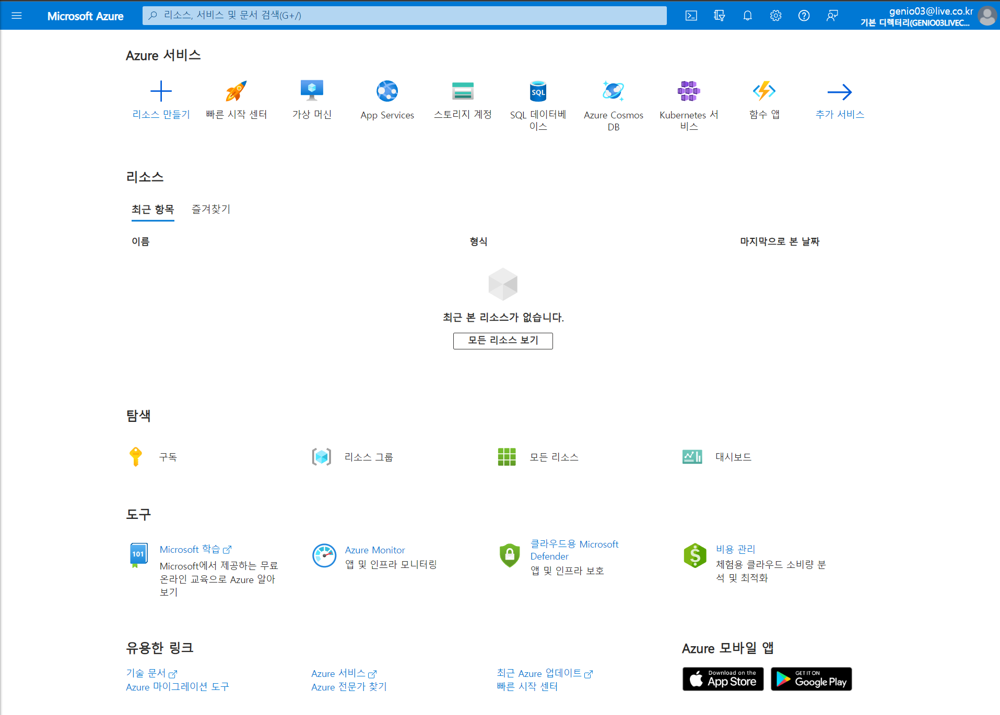 Microsoft Azure
리소스, 서비스 및 문서 검색(G+/)
genio03@live.co.kr
기본 디렉터리(GENIO03LIVEC...
Azure 서비스
리소스 만들기
빠른 시작 센터
가상 머신
App Services
스토리지 계정
SQL
SQL 데이터베
이스
Azure Cosmos
DB
Kubernetes 서
비스
함수 앱
추가 서비스
리소스
최근 항목
즐겨찾기
이름
형식
마지막으로 본 날짜
최근 본 리소스가 없습니다.
모든 리소스 보기
탐색
구독
리소스 그룹
모든 리소스
대시보드
도구
101
Microsoft 학습
Microsoft에서 제공하는 무료
온라인 교육으로 Azure 알아
보기
Azure Monitor
앱 및 인프라 모니터링
클라우드용 Microsoft
Defender
앱 및 인프라 보호
비용 관리
체험용 클라우드 소비량 분
석 및 최적화
유용한 링크
기술 문서
Azure 마이그레이션 도구
Azure 서비스
Azure 전문가 찾기
최근 Azure 업데이트
빠른 시작 센터
Azure 모바일 앱
Download on the
App Store
GET IT ON
Google Play